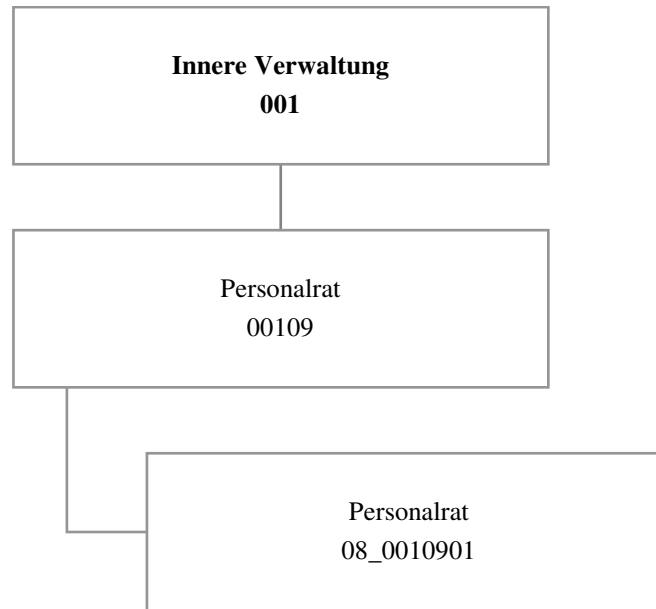 Innere Verwaltung
001
Personalrat
00109
Personalrat
08_0010901